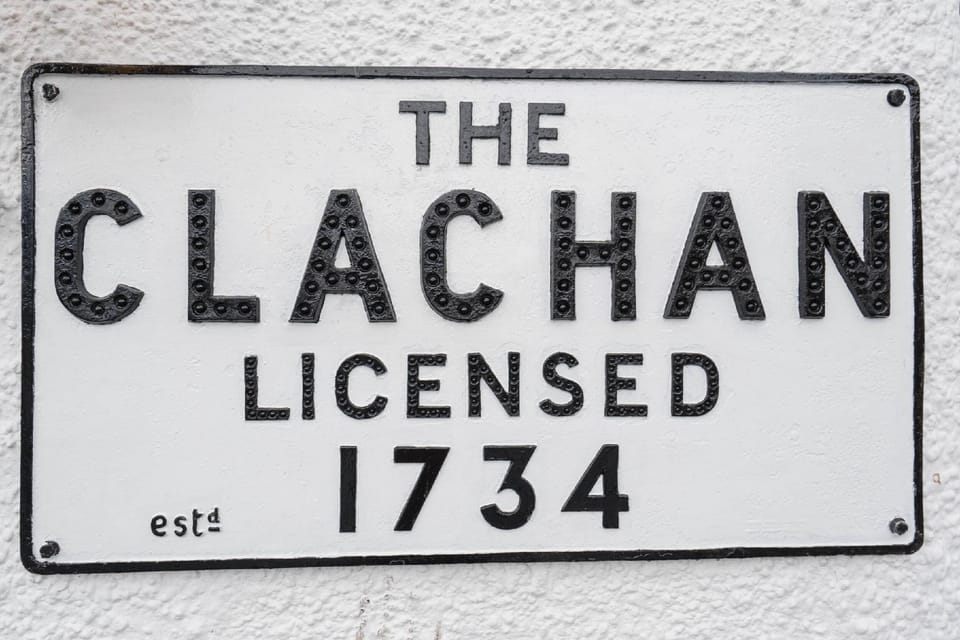 THE
CLACHAN
LICENSED
1734
estd